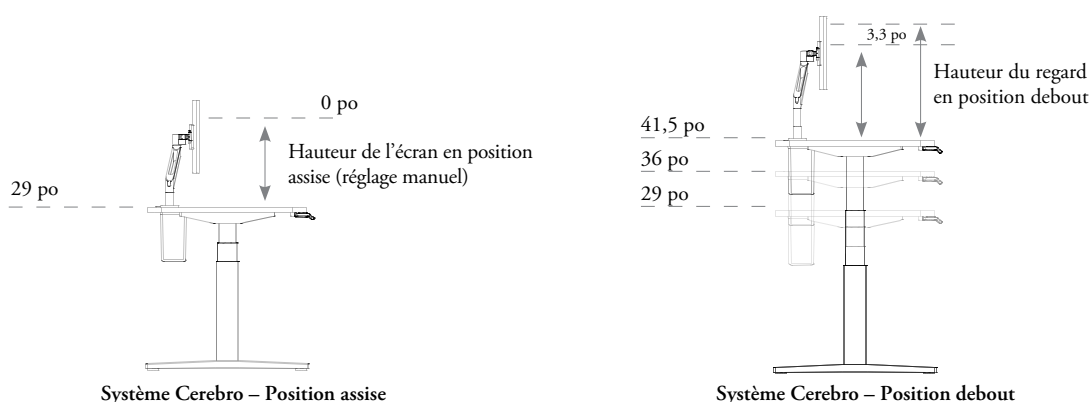 0 po
Hauteur de l’écran en position
assise (réglage manuel)
29 po
Système Cerebro – Position assise
3,3 po
Hauteur du regard
en position debout
41,5 po
36 po
29 po
Système Cerebro – Position debout